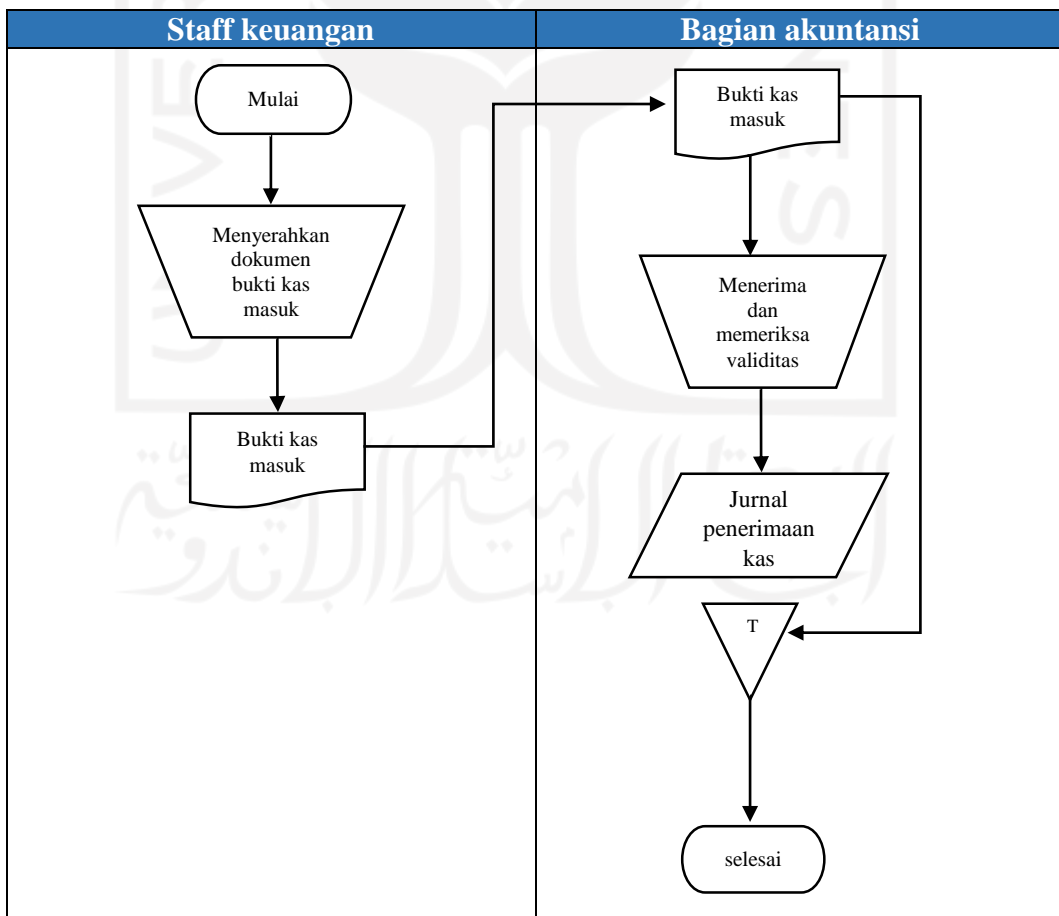 Staff keuangan
Bagian akuntansi
Mulai
Menyerahkan
dokumen
bukti kas
masuk
Bukti kas
masuk
Bukti kas
masuk
Menerima
dan
memeriksa
validitas
Jurnal
penerimaan
kas
T
selesai